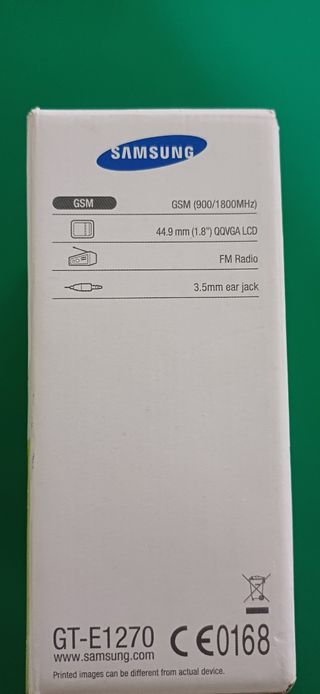 SAMSUNG
GSM GSM (900/1800MHz)
44.9 mm (1.8") QQVGA LCD
FM Radio
3.5mm ear jack
GT-E1270
www.samsung.com
CE0168
Printed images can be different from actual device.